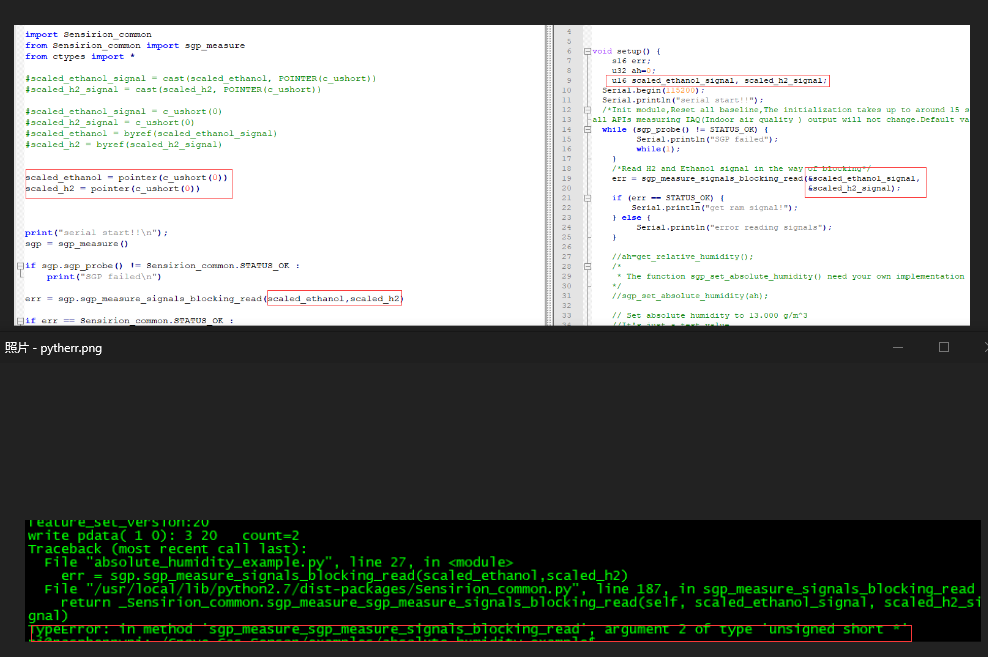 import Sensirion_common
from Sensirion_common import sgp_measure
from ctypes import *
#scaled_ethanol_signal = cast(scaled_ethanol, POINTER(c_ushort))
#scaled_h2_signal = cast(scaled_h2, POINTER(c_ushort))
#scaled_ethanol_signal = c_ushort(0)
#scaled_h2_signal = c_ushort(0)
#scaled_ethanol = byref(scaled_ethanol_signal)
#scaled_h2 = byref(scaled_h2_signal)
scaled_ethanol = pointer(c_ushort(0))
scaled_h2 = pointer(c_ushort(0))
print("serial start!!\n");
sgp = sgp_measure()
if sgp.sgp_probe() != Sensirion_common.STATUS_OK :
print("SGP failed\n")
err = sgp.sgp_measure_signals_blocking_read(scaled_ethanol,scaled_h2)
if err == Sensirion_common.STATUS_OK :
4
5
6 void setup() {
7 s16 err;
8 u32 ah=0;
9 u16 scaled_ethanol_signal, scaled_h2_signal;
10 Serial.begin(115200);
11 Serial.println("serial start!!");
12 /*Init module,Reset all baseline,The initialization takes up to around 15 s
13 all APIs measuring IAQ(Indoor air quality ) output will not change.Default va
14 while (sgp_probe() != STATUS_OK) {
15 Serial.println("SGP failed");
16 while(1);
17 }
18 /*Read H2 and Ethanol signal in the way of blocking*/
19 err = sgp_measure_signals_blocking_read(&scaled_ethanol_signal,
20 &scaled_h2_signal);
21 if (err == STATUS_OK) {
22 Serial.println("get ram signal!");
23 } else {
24 Serial.println("error reading signals");
25 }
26
27 //ah=get_relative_humidity();
28 /*
29 * The function sgp_set_absolute_humidity() need your own implementation
30 */
31 //sgp_set_absolute_humidity(ah);
32
33 // Set absolute humidity to 13.000 g/m^3
34 //It's just a test value
照片 - pytherr.png
feature_set_version:20
write pdata( 1 0): 3 20 count=2
Traceback (most recent call last):
File "absolute_humidity_example.py", line 27, in <module>
err = sgp.sgp_measure_signals_blocking_read(scaled_ethanol,scaled_h2)
File "/usr/local/lib/python2.7/dist-packages/Sensirion_common.py", line 187, in sgp_measure_signals_blocking_read
return _Sensirion_common.sgp_measure_sgp_measure_signals_blocking_read(self, scaled_ethanol_signal, scaled_h2_si
gnal)
TypeError: in method 'sgp_measure_sgp_measure_signals_blocking_read', argument 2 of type 'unsigned short *'